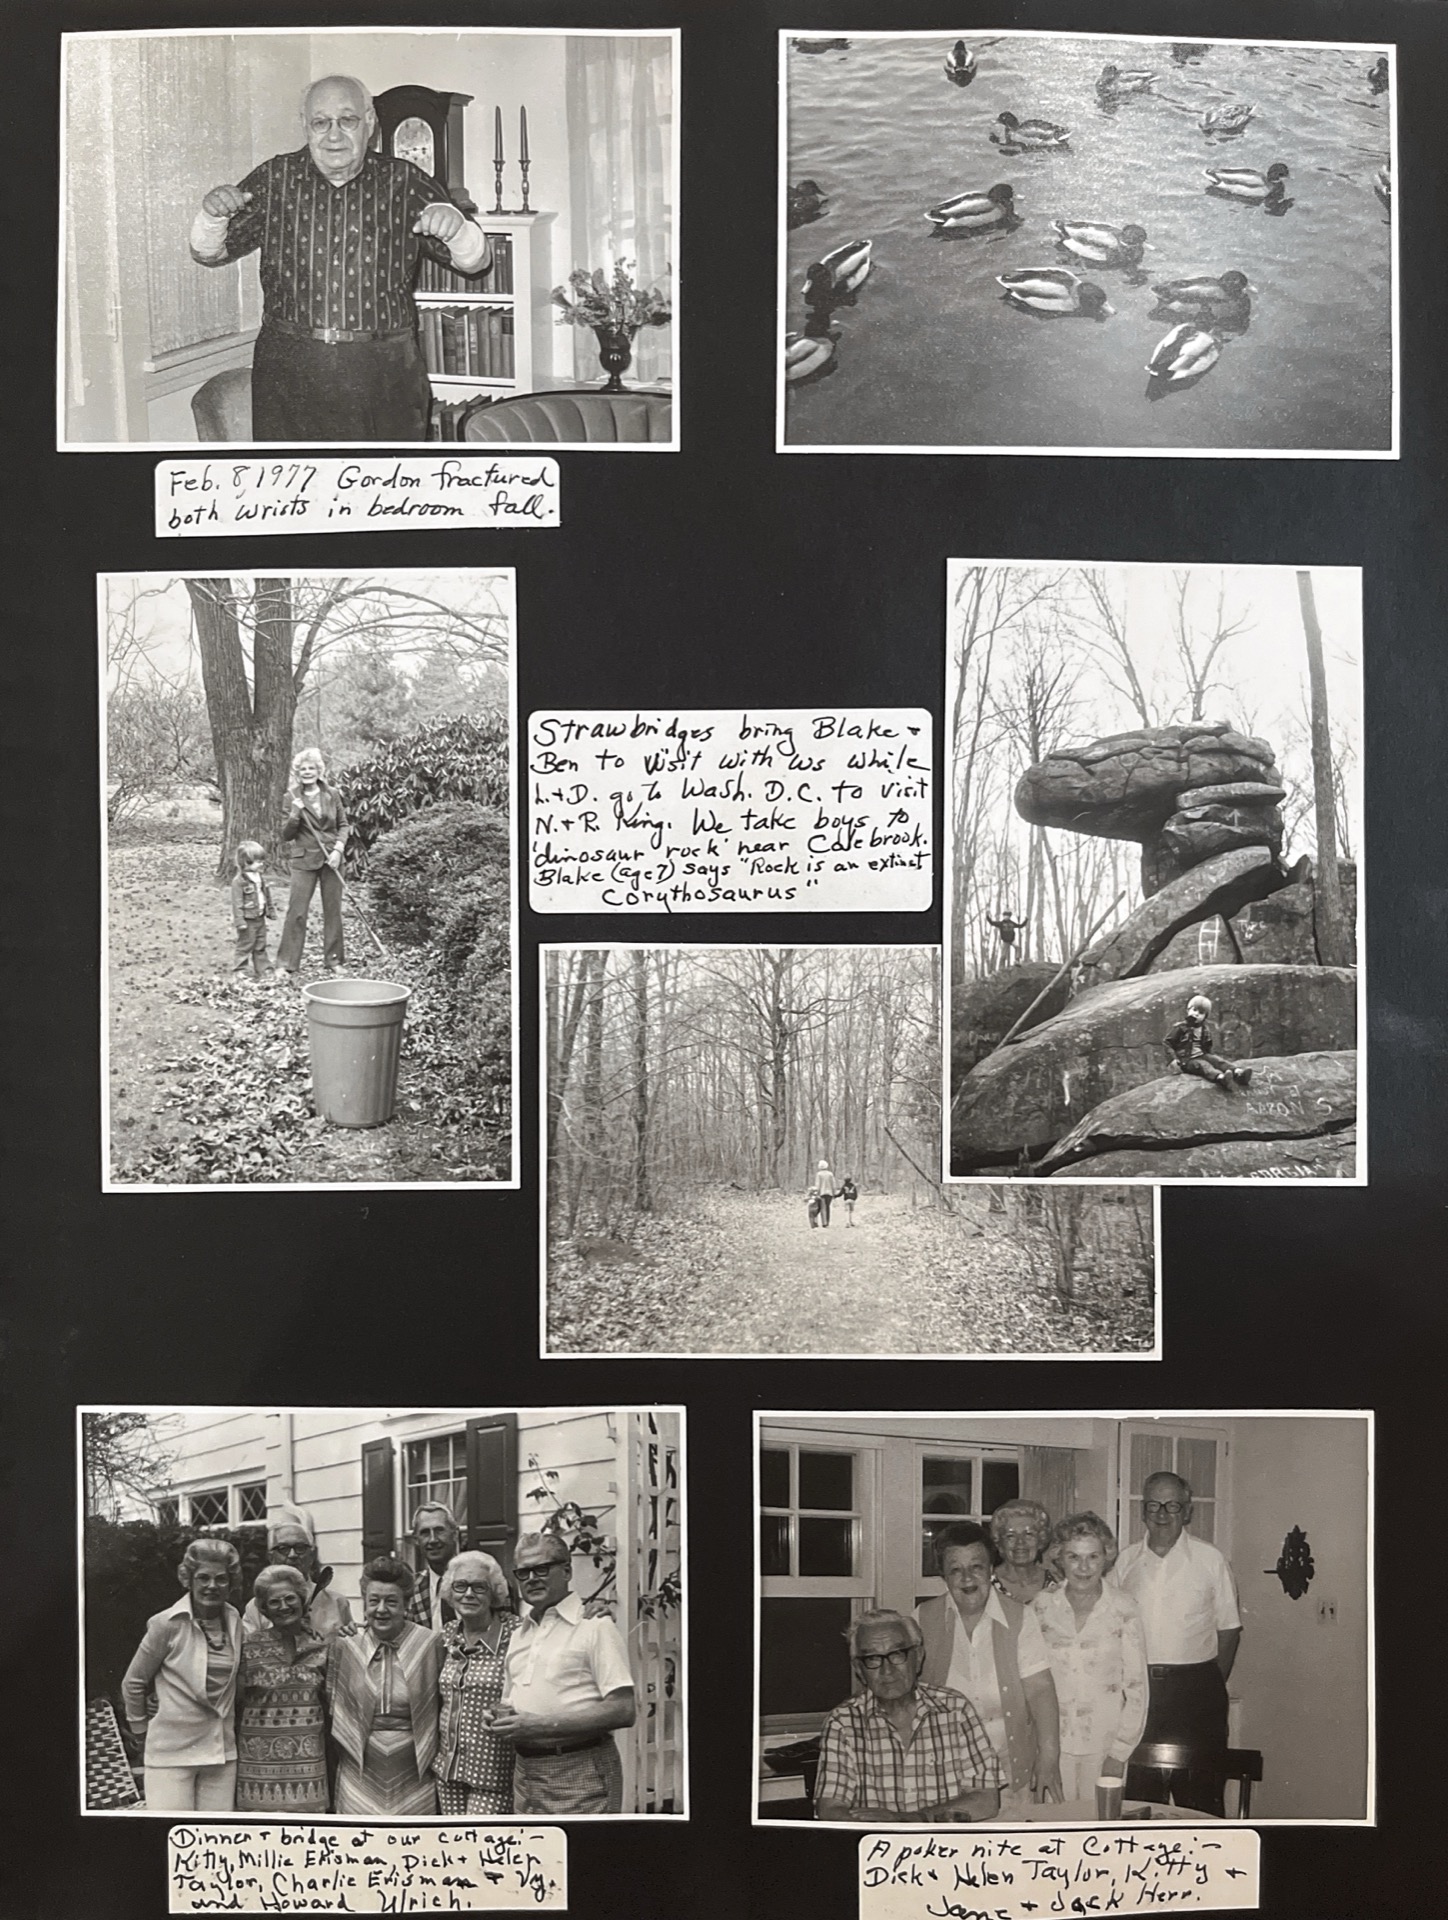 Feb. 8, 1977 Gordon fractured
both wrists in bedroom fall.
Strawbridges bring Blake +
Ben to visit with us while
L. + D. go to Wash. D.C. to visit
N. + R. King. We take boys to
'dinosaur rock' near Colebrook.
Blake (age 7) says "Rock is an extinct
Corythosaurus"
AARON S
Dinner + bridge at our cottage:-
Kitty, Millie Erisman, Dick + Helen
Taylor, Charlie Erisman + Vy.
and Howard Ulrich.
A poker nite at Cottage:-
Dick + Helen Taylor, Kitty +
Jane + Jack Herr.